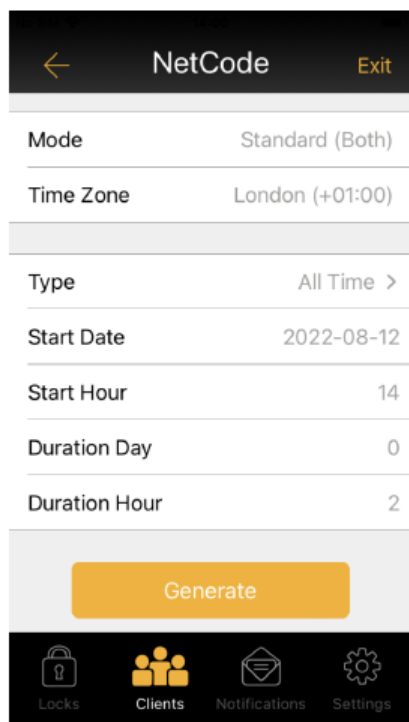 NetCode Exit
Mode Standard (Both)
Time Zone London (+01:00)
Type All Time >
Start Date 2022-08-12
Start Hour 14
Duration Day 0
Duration Hour 2
Generate
Locks Clients Notifications Settings